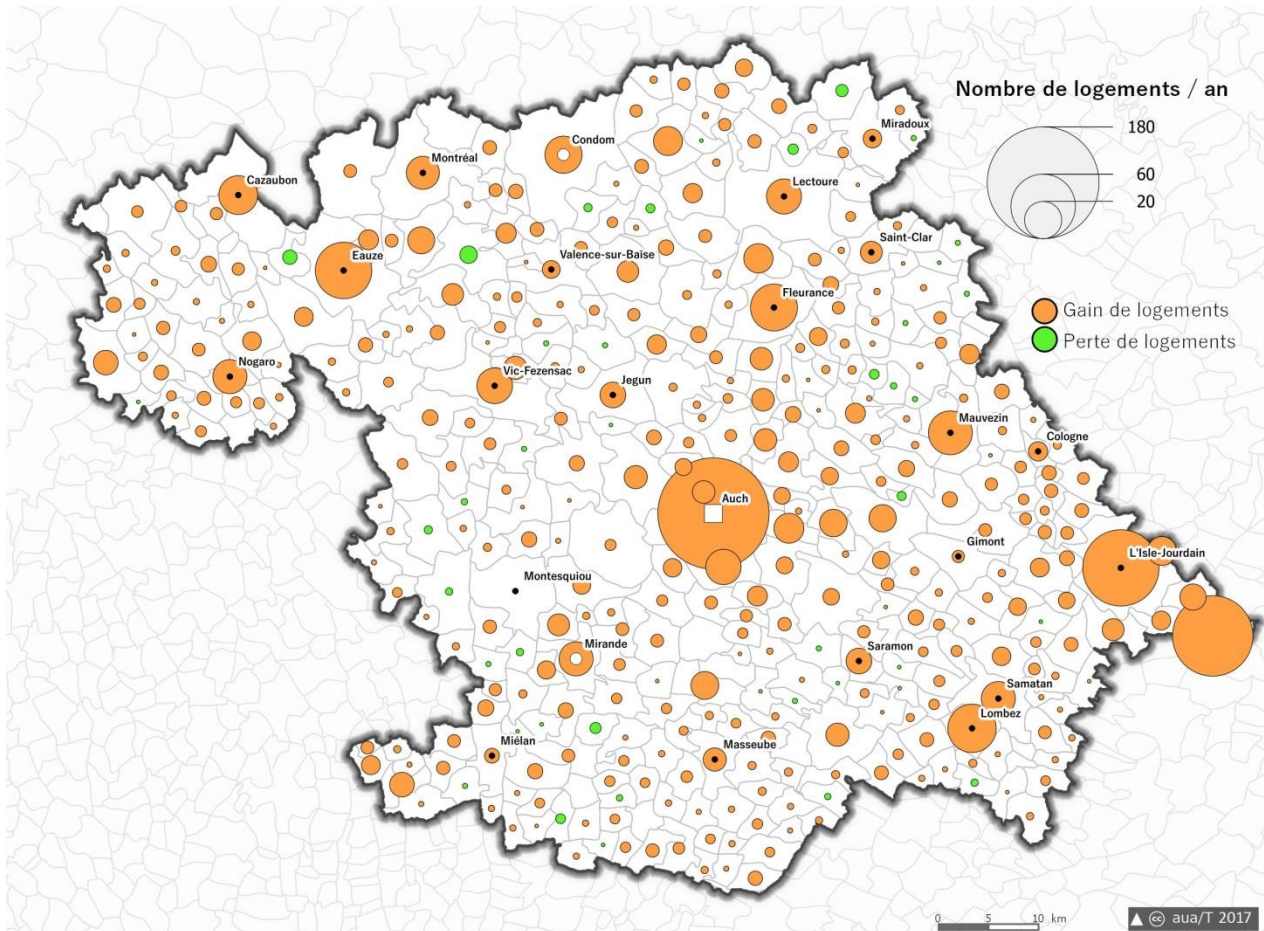 Nombre de logements / an
180
60
20
Gain de logements
Perte de logements
Condom
Miradoux
Montréal
Cazaubon
Lectoure
Saint-Clar
Valence-sur-Baïse
Eauze
Fleurance
Nogaro
Vic-Fezensac
Jegun
Mauvezin
Cologne
Auch
Gimont
L'Isle-Jourdain
Montesquiou
Mirande
Saramon
Samatan
Lombez
Miélan
Masseube
0 5 10 km
cc aua/T 2017